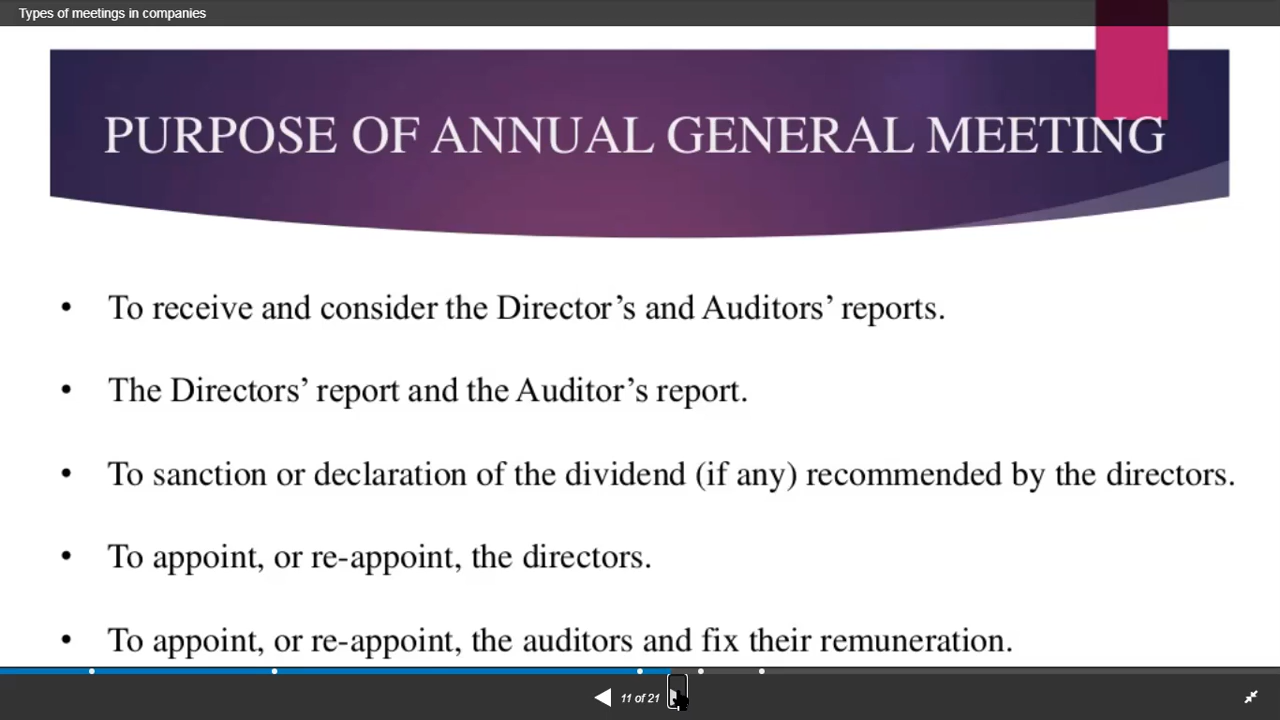 Types of meetings in companies
PURPOSE OF ANNUAL GENERAL MEETING
• To receive and consider the Director’s and Auditors’ reports.
• The Directors’ report and the Auditor’s report.
• To sanction or declaration of the dividend (if any) recommended by the directors.
• To appoint, or re-appoint, the directors.
• To appoint, or re-appoint, the auditors and fix their remuneration.
11 of 21